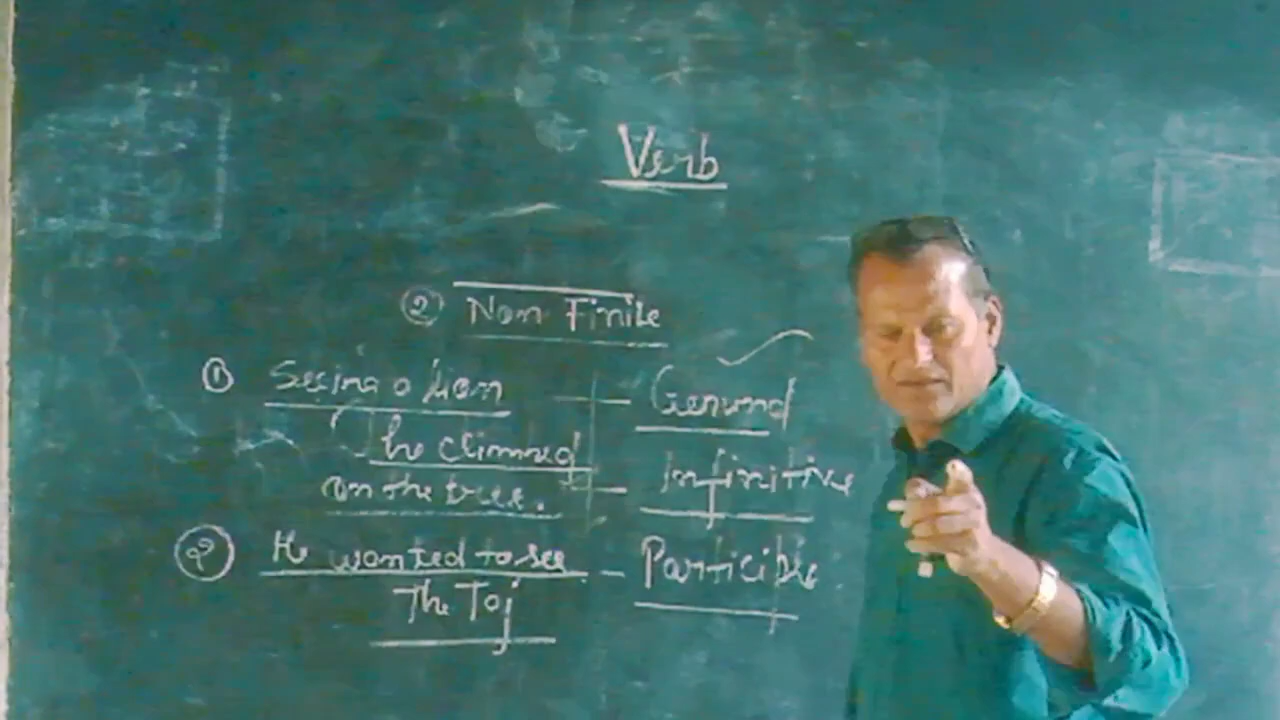 Verb
② Non Finite
① Seeing a lion — Gerund
he climbed
on the tree. — Infinitive
② He wanted to see — Participle
The Taj